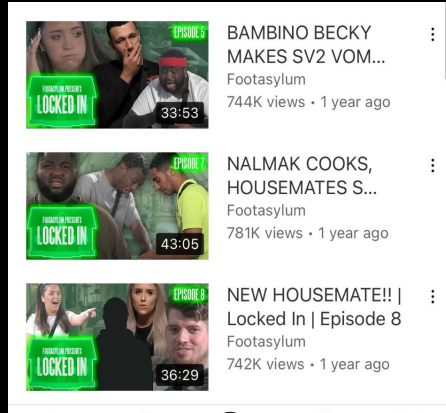 EPISODE 5
FOOTASYLUM PRESENTS
LOCKED IN
33:53
BAMBINO BECKY
MAKES SV2 VOM...
Footasylum
744K views • 1 year ago
EPISODE 7
FOOTASYLUM PRESENTS
LOCKED IN
43:05
NALMAK COOKS,
HOUSEMATES S...
Footasylum
781K views • 1 year ago
EPISODE 8
FOOTASYLUM PRESENTS
LOCKED IN
36:29
NEW HOUSEMATE!! |
Locked In | Episode 8
Footasylum
742K views • 1 year ago